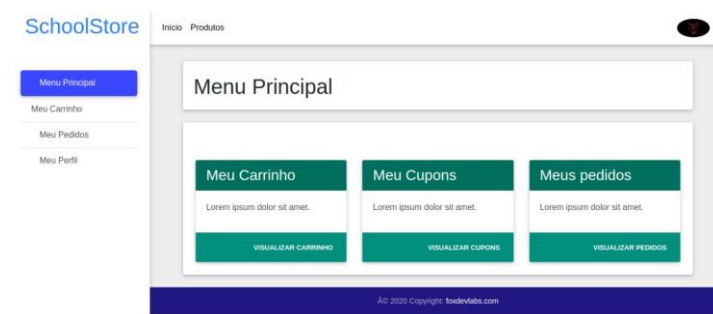 SchoolStore
Inicio Produtos
Menu Principal
Meu Carrinho
Meu Pedidos
Meu Perfil
Menu Principal
Meu Carrinho
Lorem ipsum dolor sit amet.
VISUALIZAR CARRINHO
Meu Cupons
Lorem ipsum dolor sit amet.
VISUALIZAR CUPONS
Meus pedidos
Lorem ipsum dolor sit amet.
VISUALIZAR PEDIDOS
Â© 2020 Copyright: foxdevlabs.com